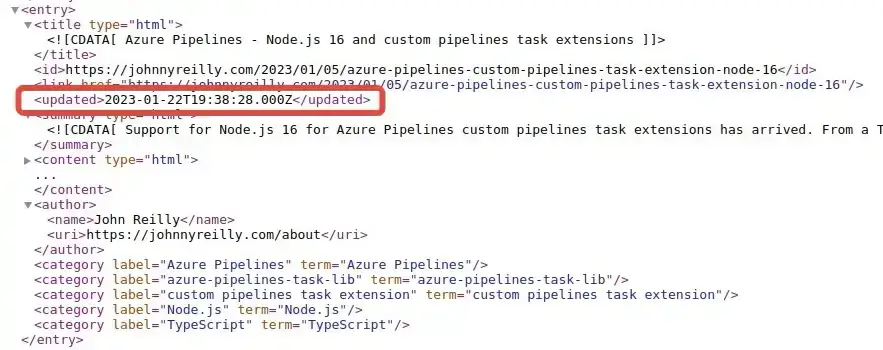 <entry>
<title type="html">
<![CDATA[ Azure Pipelines - Node.js 16 and custom pipelines task extensions ]]>
</title>
<id>https://johnnyreilly.com/2023/01/05/azure-pipelines-custom-pipelines-task-extension-node-16</id>
<link href="https://johnnyreilly.com/2023/01/05/azure-pipelines-custom-pipelines-task-extension-node-16"/>
<updated>2023-01-22T19:38:28.000Z</updated>
<summary type="html">
<![CDATA[ Support for Node.js 16 for Azure Pipelines custom pipelines task extensions has arrived. From a T
</summary>
<content type="html">
...
</content>
<author>
<name>John Reilly</name>
<uri>https://johnnyreilly.com/about</uri>
</author>
<category label="Azure Pipelines" term="Azure Pipelines"/>
<category label="azure-pipelines-task-lib" term="azure-pipelines-task-lib"/>
<category label="custom pipelines task extension" term="custom pipelines task extension"/>
<category label="Node.js" term="Node.js"/>
<category label="TypeScript" term="TypeScript"/>
</entry>